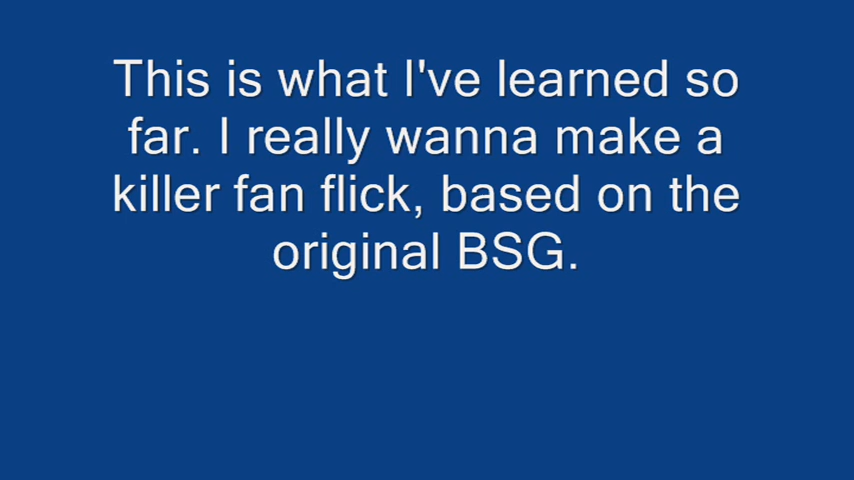 This is what I've learned so
far. I really wanna make a
killer fan flick, based on the
original BSG.